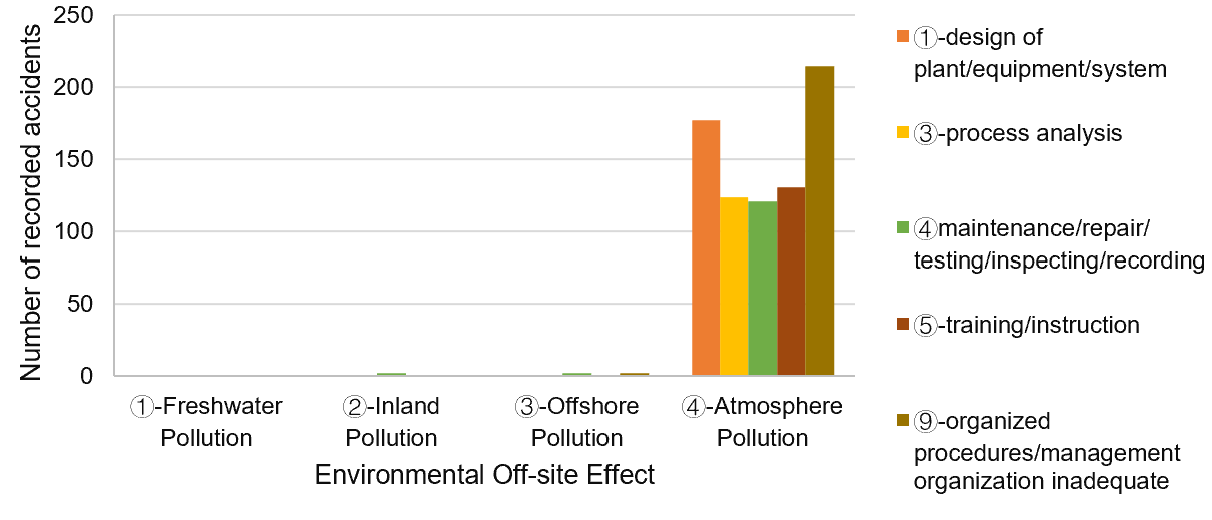 250
200
150
100
50
0
Number of recorded accidents
①-Freshwater
Pollution
②-Inland
Pollution
③-Offshore
Pollution
④-Atmosphere
Pollution
Environmental Off-site Effect
①-design of
plant/equipment/system
③-process analysis
④maintenance/repair/
testing/inspecting/recording
⑤-training/instruction
⑨-organized
procedures/management
organization inadequate